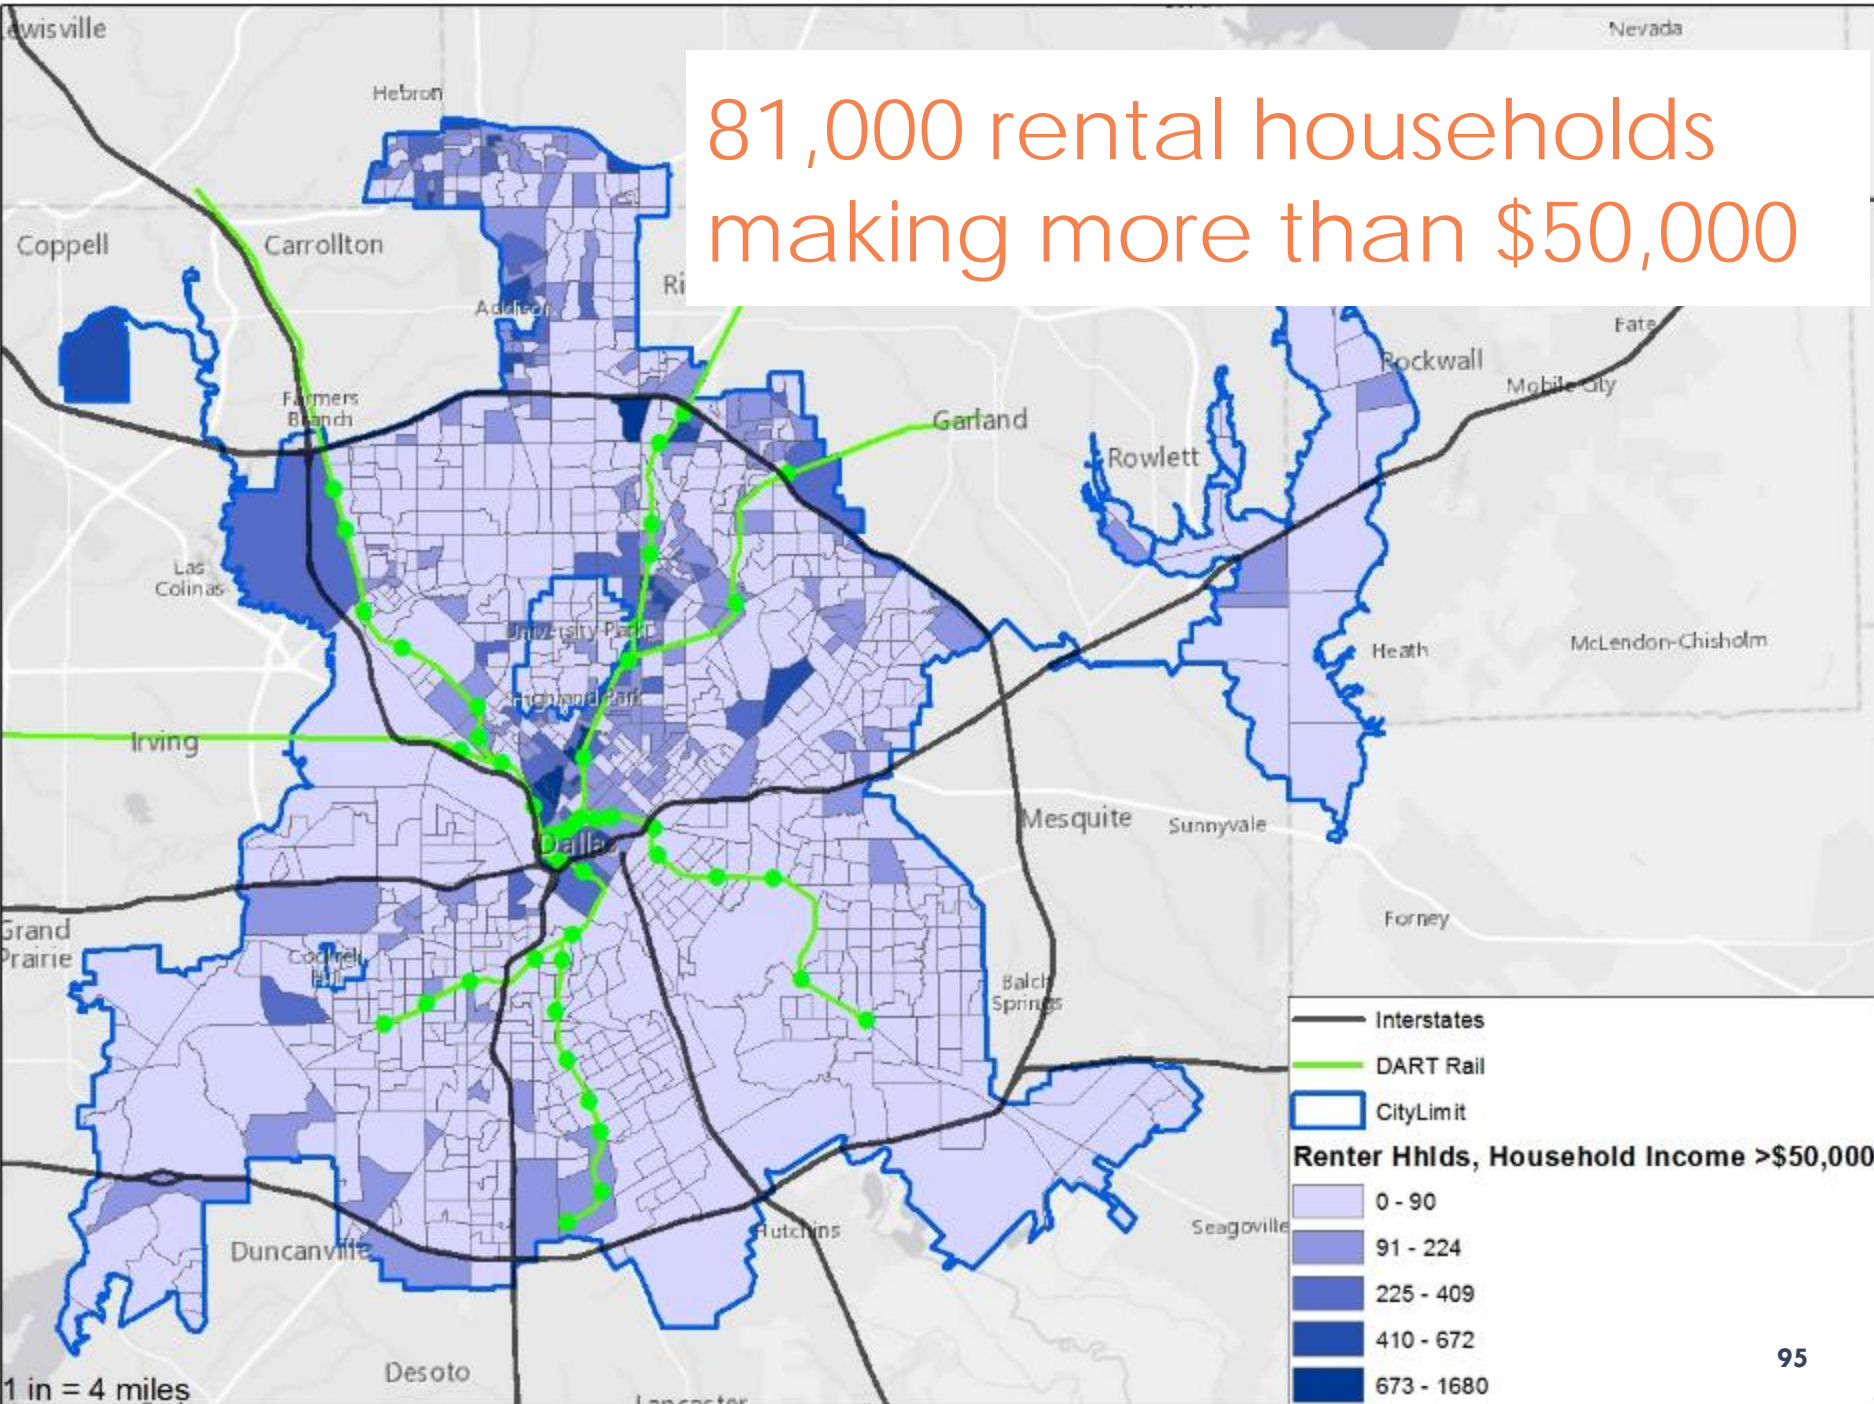 Nevada
Hebron
81,000 rental households
making more than $50,000
Coppell
Carrollton
Addison
Fate
Rockwall
Mobile City
Farmers
Branch
Garland
Rowlett
Las
Colinas
University Park
Heath
McLendon-Chisholm
Highland Park
Irving
Mesquite
Sunnyvale
Dallas
Grand
Prairie
Forney
Cockrell
Hill
Balch
Springs
Interstates
DART Rail
CityLimit
Renter Hhlds, Household Income >$50,000
0 - 90
91 - 224
225 - 409
410 - 672
673 - 1680
Seagoville
Hutchins
Duncanville
Desoto
95
1 in = 4 miles